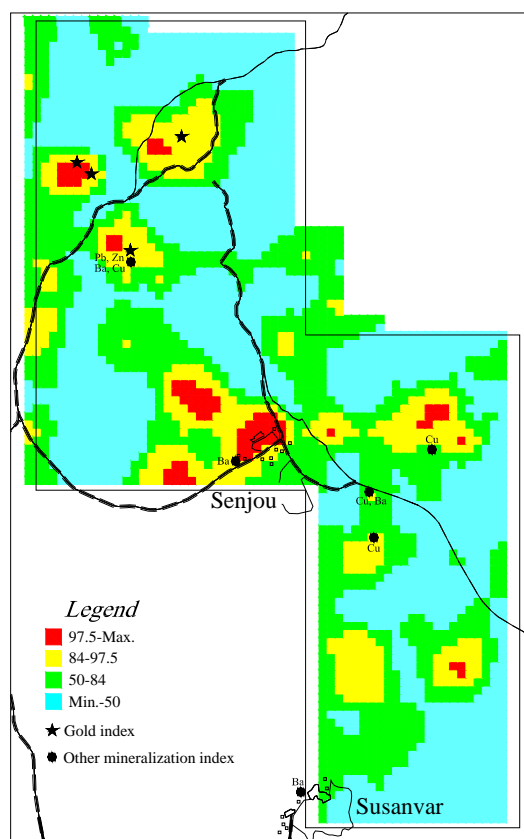 Pb, Zn
Ba, Cu
Cu
Ba
Cu, Ba
Senjou
Cu
Legend
97.5-Max.
84-97.5
50-84
Min.-50
Gold index
Other mineralization index
Ba
Susanvar